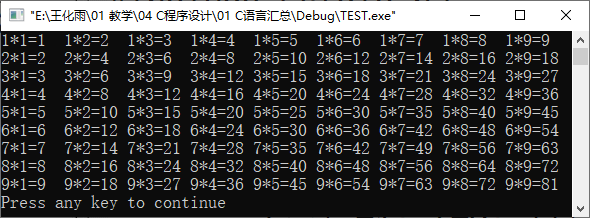 "E:\王化雨\01 教学\04 C程序设计\01 C语言汇总\Debug\TEST.exe"
1*1=1 1*2=2 1*3=3 1*4=4 1*5=5 1*6=6 1*7=7 1*8=8 1*9=9
2*1=2 2*2=4 2*3=6 2*4=8 2*5=10 2*6=12 2*7=14 2*8=16 2*9=18
3*1=3 3*2=6 3*3=9 3*4=12 3*5=15 3*6=18 3*7=21 3*8=24 3*9=27
4*1=4 4*2=8 4*3=12 4*4=16 4*5=20 4*6=24 4*7=28 4*8=32 4*9=36
5*1=5 5*2=10 5*3=15 5*4=20 5*5=25 5*6=30 5*7=35 5*8=40 5*9=45
6*1=6 6*2=12 6*3=18 6*4=24 6*5=30 6*6=36 6*7=42 6*8=48 6*9=54
7*1=7 7*2=14 7*3=21 7*4=28 7*5=35 7*6=42 7*7=49 7*8=56 7*9=63
8*1=8 8*2=16 8*3=24 8*4=32 8*5=40 8*6=48 8*7=56 8*8=64 8*9=72
9*1=9 9*2=18 9*3=27 9*4=36 9*5=45 9*6=54 9*7=63 9*8=72 9*9=81
Press any key to continue